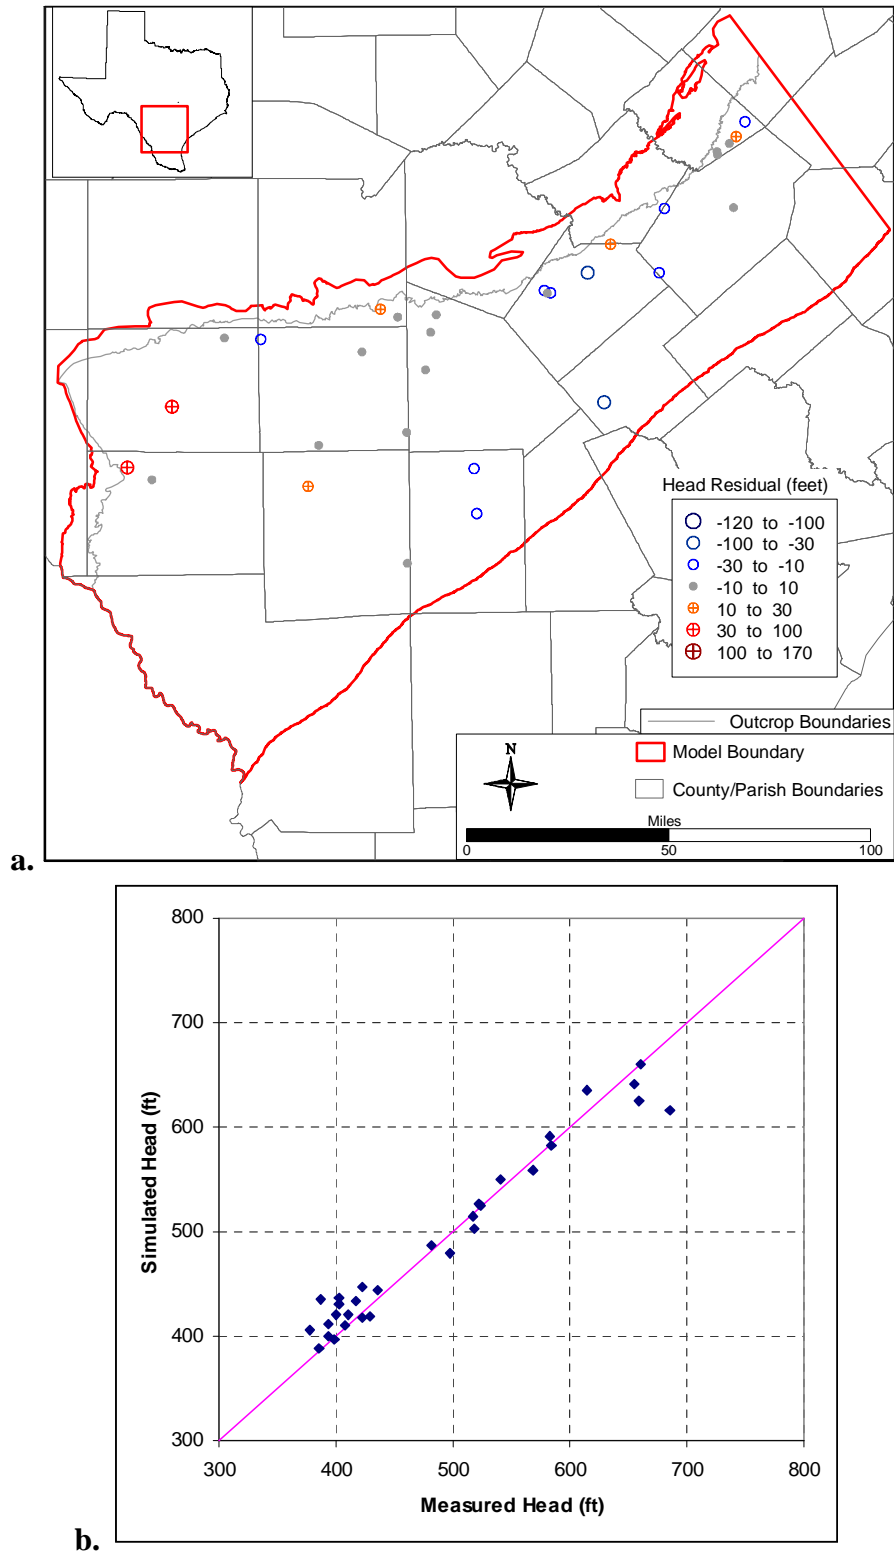 Head Residual (feet)
-120 to -100
-100 to -30
-30 to -10
-10 to 10
10 to 30
30 to 100
100 to 170
Outcrop Boundaries
N
Model Boundary
County/Parish Boundaries
Miles
0 50 100
a.
800
700
600
500
400
300
Simulated Head (ft)
300 400 500 600 700 800
Measured Head (ft)
b.